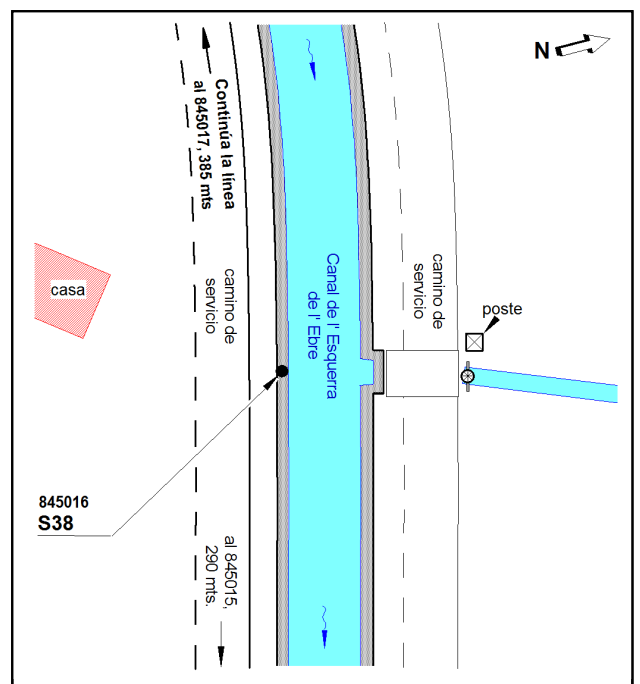 N
Continúa la línea
al 845017, 385 mts
Canal de l' Esquerra
de l' Ebre
camino de
servicio
camino de
servicio
casa
poste
845016
S38
al 845015,
290 mts.